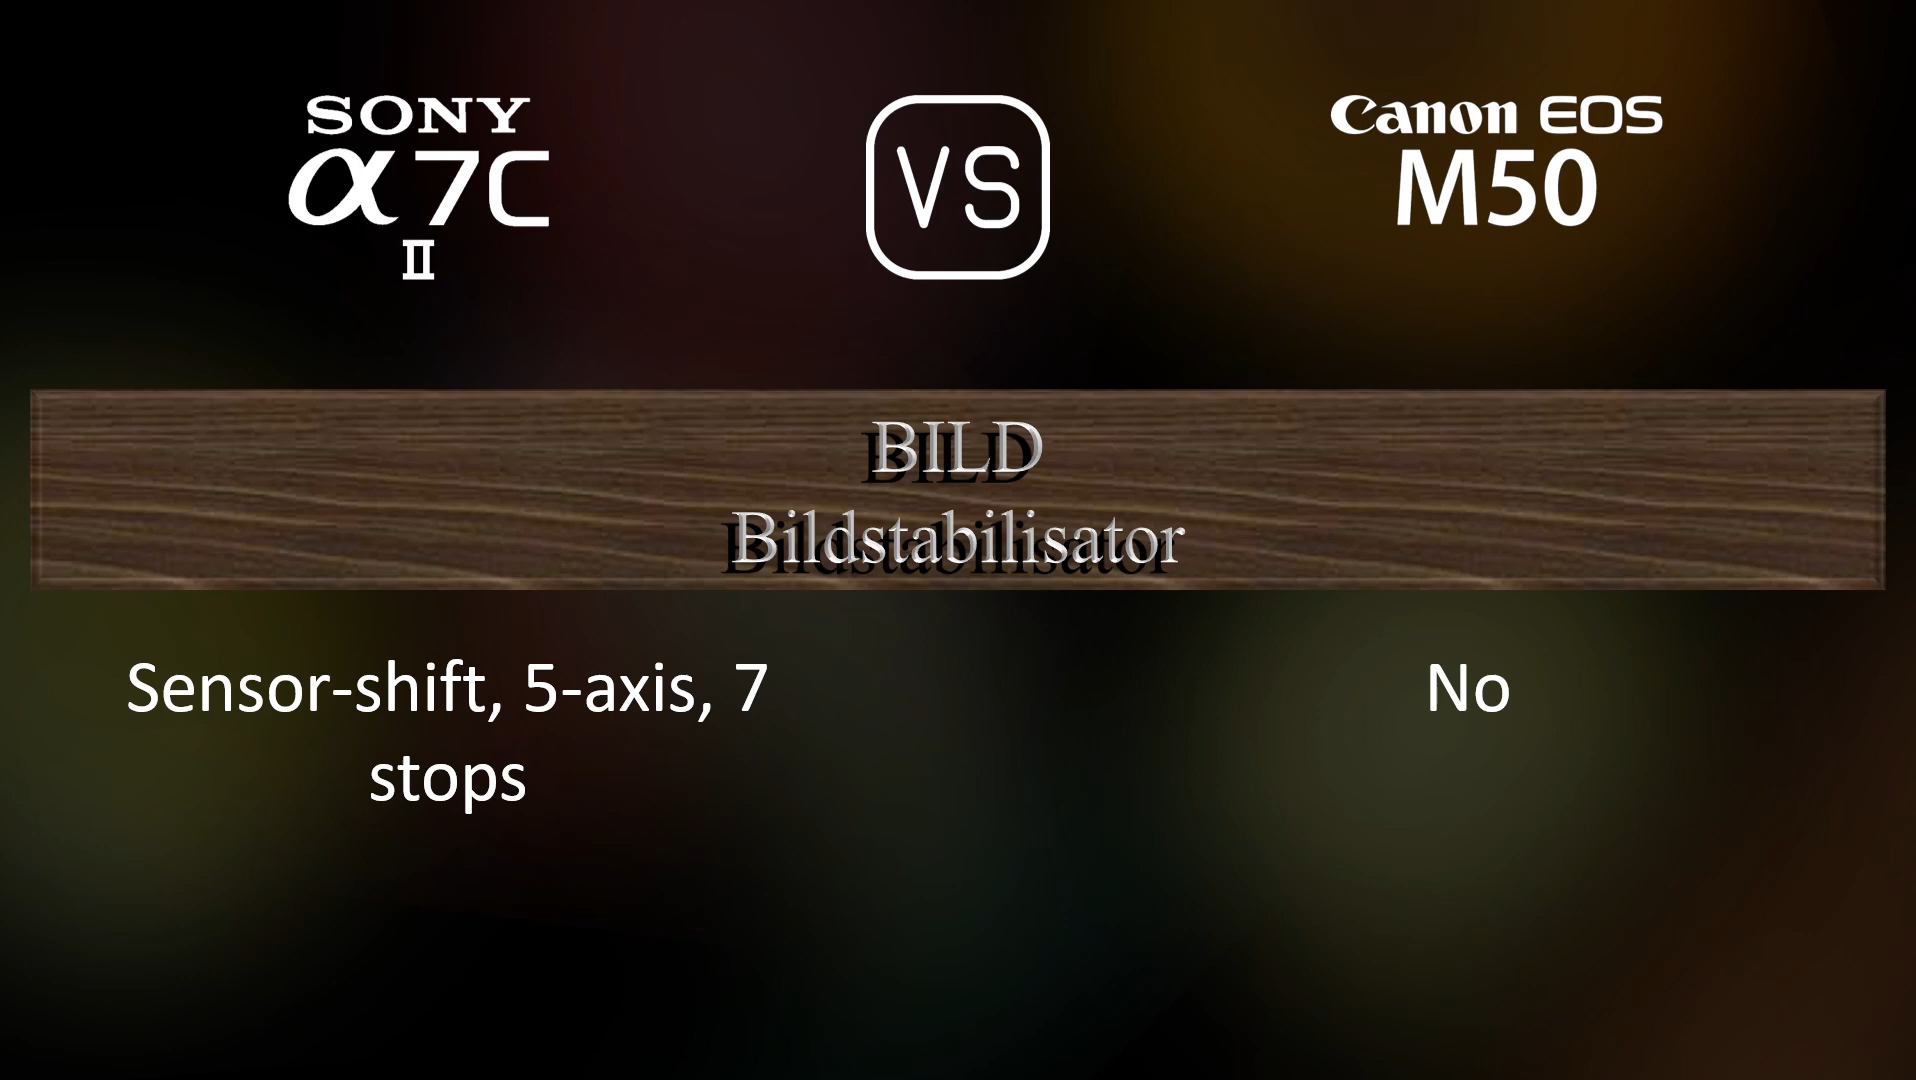 SONY
α7C
II
VS
Canon EOS
M50
BILD
Bildstabilisator
Sensor-shift, 5-axis, 7
stops
No